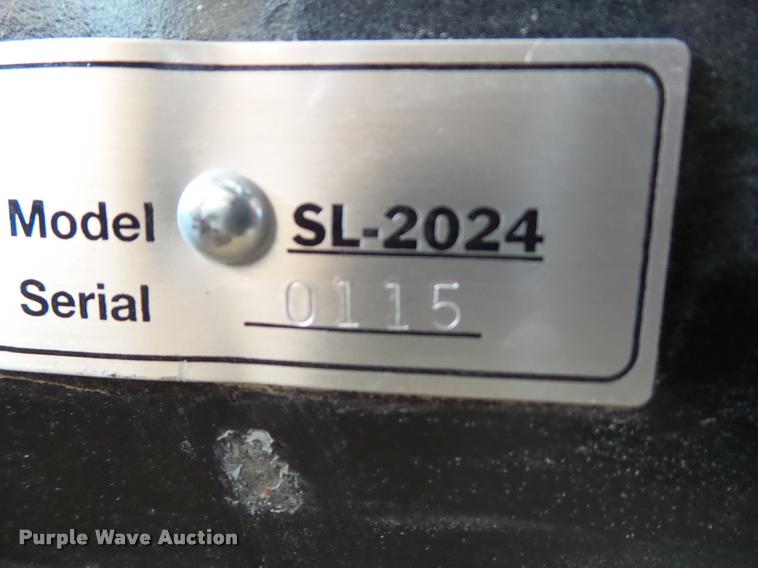 Model SL-2024
Serial 0115
Purple Wave Auction